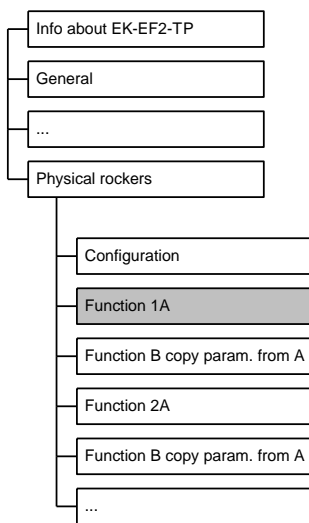 Info about EK-EF2-TP
General
...
Physical rockers
Configuration
Function 1A
Function B copy param. from A
Function 2A
Function B copy param. from A
...